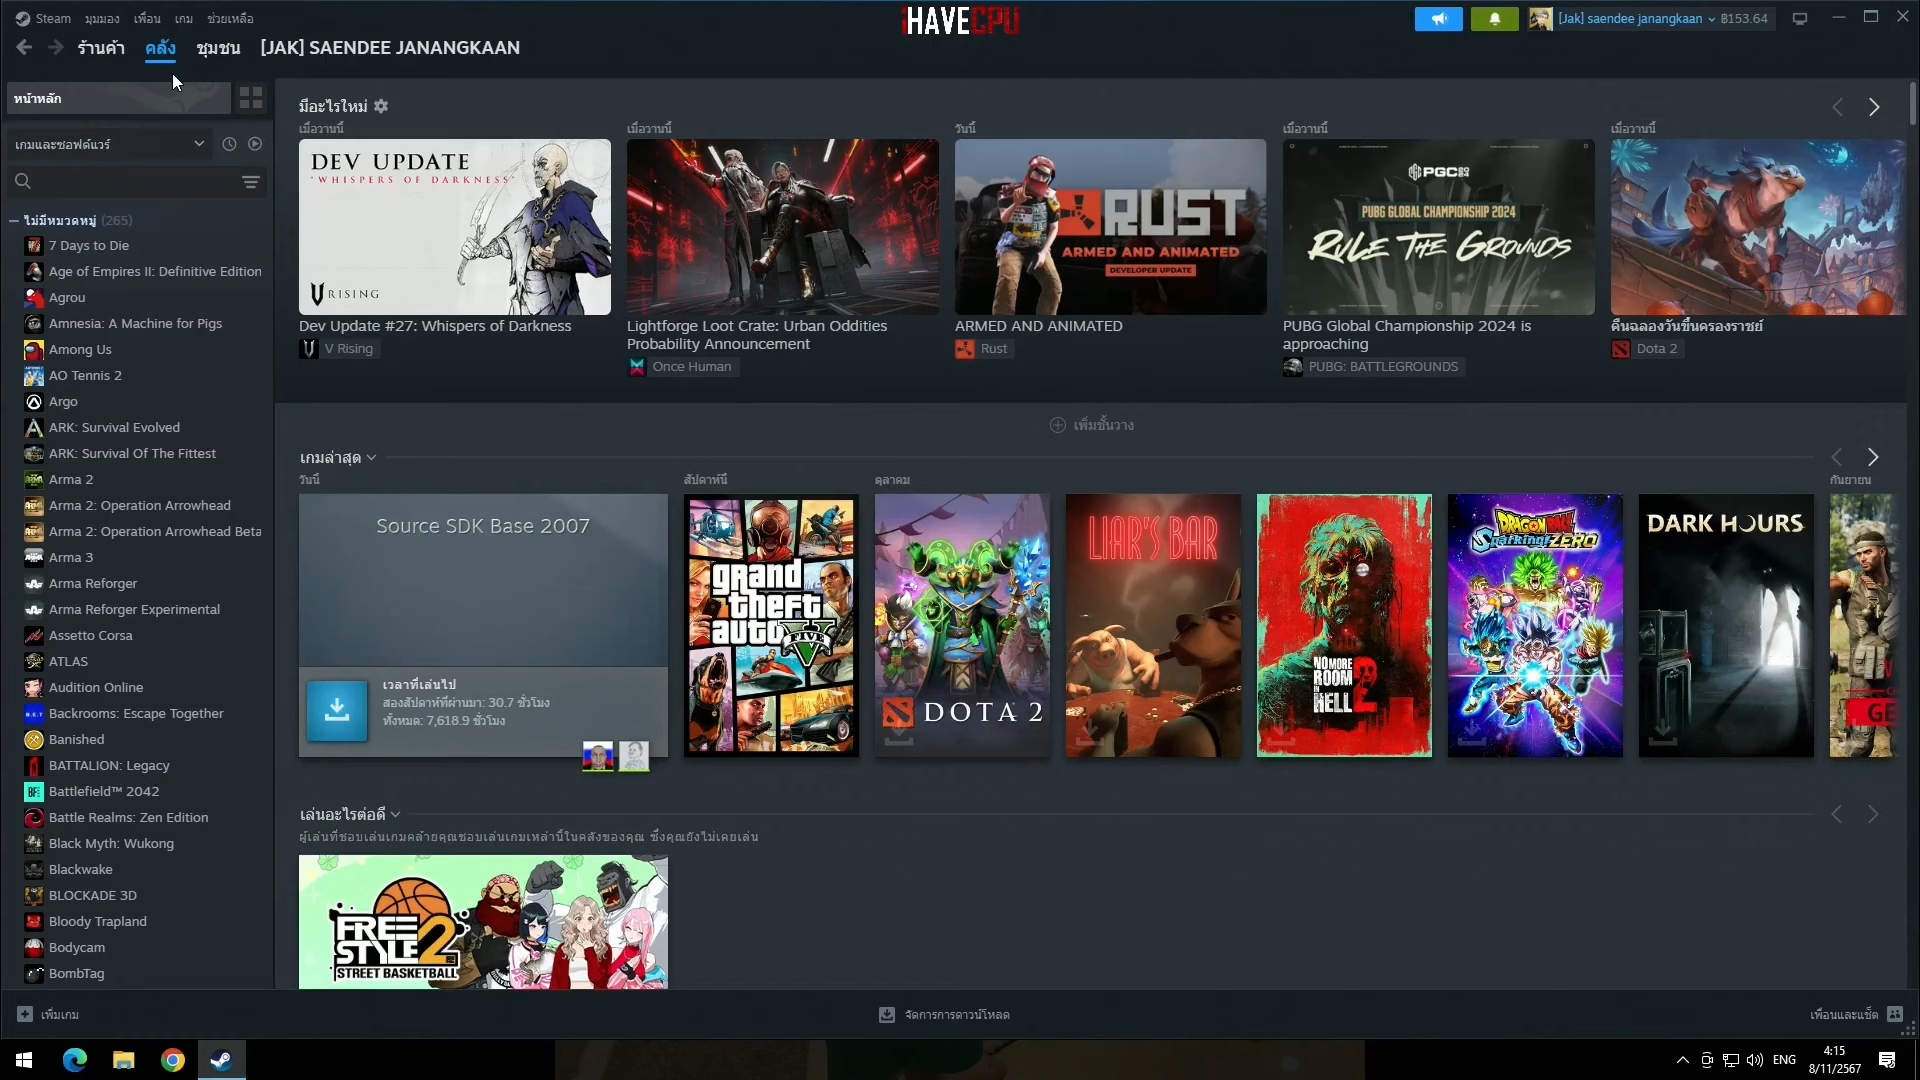 Steam มุมมอง เพื่อน เกม ช่วยเหลือ
iHAVECPU
[Jak] saendee janangkaan ฿153.64
ร้านค้า คลัง ชุมชน [JAK] SAENDEE JANANGKAAN
หน้าหลัก
เกมและซอฟต์แวร์
ไม่มีหมวดหมู่ (265)
7 Days to Die
Age of Empires II: Definitive Edition
Agrou
Amnesia: A Machine for Pigs
Among Us
AO Tennis 2
Argo
ARK: Survival Evolved
ARK: Survival Of The Fittest
Arma 2
Arma 2: Operation Arrowhead
Arma 2: Operation Arrowhead Beta
Arma 3
Arma Reforger
Arma Reforger Experimental
Assetto Corsa
ATLAS
Audition Online
Backrooms: Escape Together
Banished
BATTALION: Legacy
Battlefield™ 2042
Battle Realms: Zen Edition
Black Myth: Wukong
Blackwake
BLOCKADE 3D
Bloody Trapland
Bodycam
BombTag
เพิ่มเกม
มีอะไรใหม่
เมื่อวานนี้
DEV UPDATE
"WHISPERS OF DARKNESS"
V RISING
Dev Update #27: Whispers of Darkness
V Rising
เมื่อวานนี้
Lightforge Loot Crate: Urban Oddities
Probability Announcement
Once Human
วันนี้
RUST
ARMED AND ANIMATED
DEVELOPER UPDATE
ARMED AND ANIMATED
Rust
เมื่อวานนี้
PGC
PUBG GLOBAL CHAMPIONSHIP 2024
RULE THE GROUNDS
PUBG Global Championship 2024 is
approaching
PUBG: BATTLEGROUNDS
เมื่อวานนี้
คืนฉลองวันขึ้นครองราชย์
Dota 2
เพิ่มชั้นวาง
เกมล่าสุด
วันนี้
Source SDK Base 2007
เวลาที่เล่นไป
สองสัปดาห์ที่ผ่านมา: 30.7 ชั่วโมง
ทั้งหมด: 7,618.9 ชั่วโมง
สัปดาห์นี้
grand
theft
auto
FIVE
ตุลาคม
DOTA 2
LIAR'S BAR
NO MORE
ROOM
IN
HELL 2
DRAGON BALL
Sparking! ZERO
DARK HOURS
กันยายน
GE
เล่นอะไรต่อดี
ผู้เล่นที่ชอบเล่นเกมคล้ายคุณชอบเล่นเกมเหล่านี้ในคลังของคุณ ซึ่งคุณยังไม่เคยเล่น
FREE
STYLE 2
STREET BASKETBALL
จัดการการดาวน์โหลด
เพื่อนและแช็ต
ENG
4:15
8/11/2567